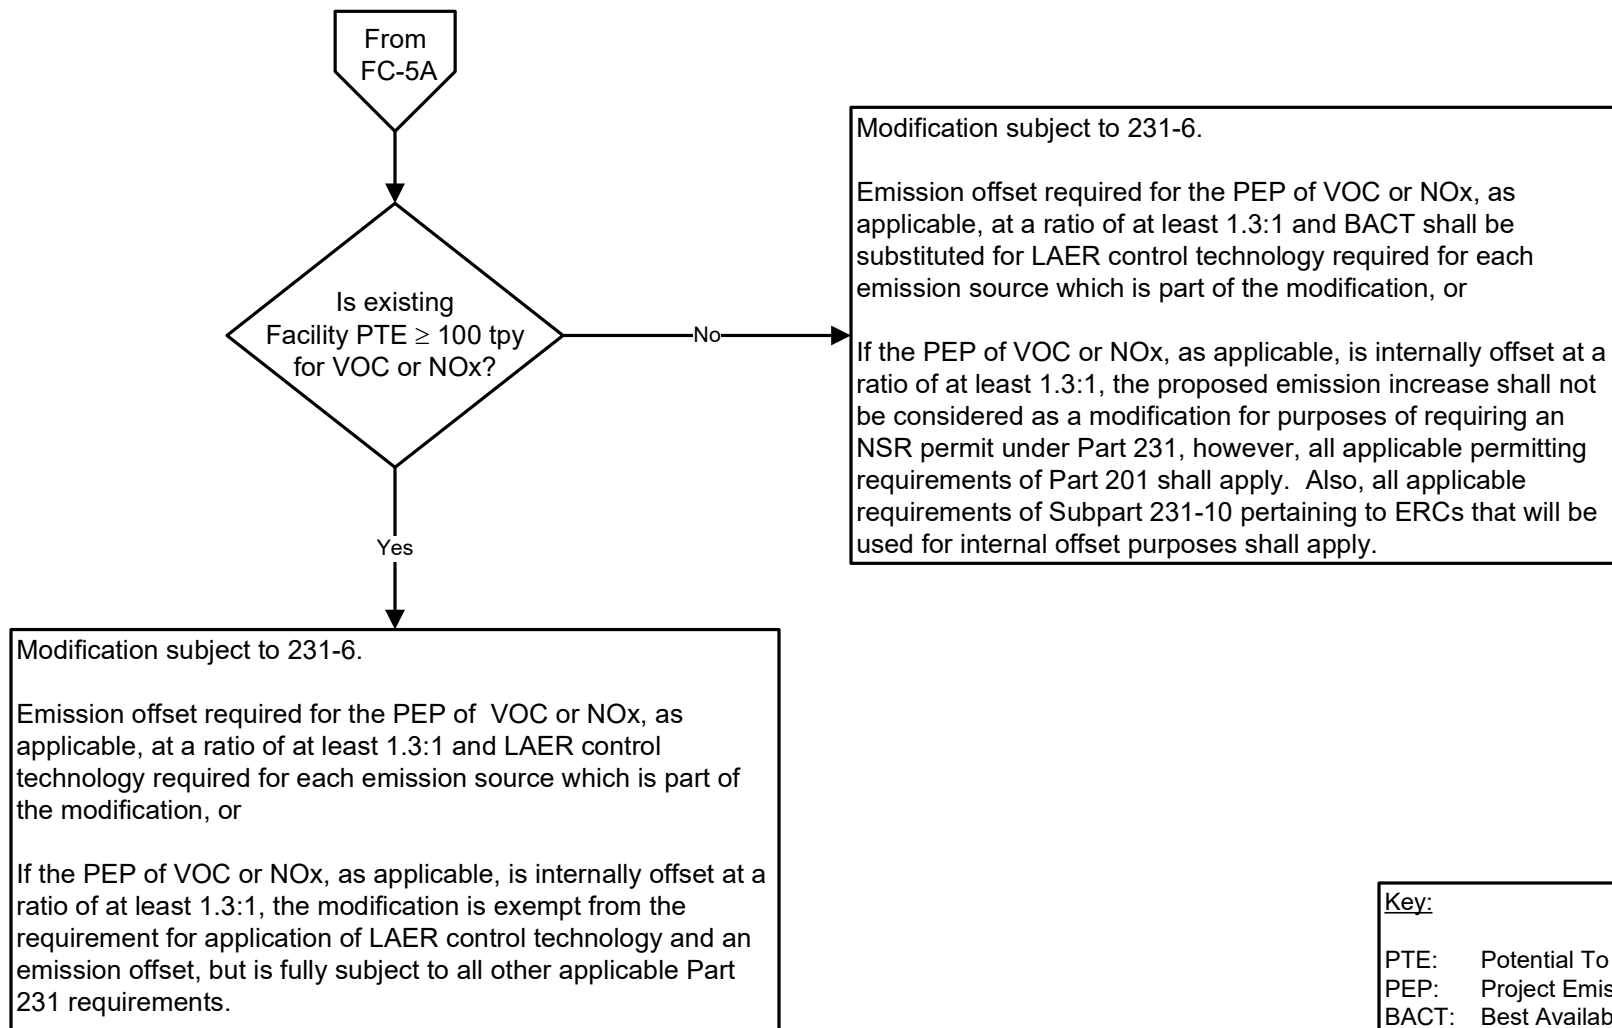 From
FC-5A
Is existing
Facility PTE ≥ 100 tpy
for VOC or NOx?
No
Modification subject to 231-6.
Emission offset required for the PEP of VOC or NOx, as
applicable, at a ratio of at least 1.3:1 and BACT shall be
substituted for LAER control technology required for each
emission source which is part of the modification, or
If the PEP of VOC or NOx, as applicable, is internally offset at a
ratio of at least 1.3:1, the proposed emission increase shall not
be considered as a modification for purposes of requiring an
NSR permit under Part 231, however, all applicable permitting
requirements of Part 201 shall apply.  Also, all applicable
requirements of Subpart 231-10 pertaining to ERCs that will be
used for internal offset purposes shall apply.
Yes
Modification subject to 231-6.
Emission offset required for the PEP of  VOC or NOx, as
applicable, at a ratio of at least 1.3:1 and LAER control
technology required for each emission source which is part of
the modification, or
If the PEP of VOC or NOx, as applicable, is internally offset at a
ratio of at least 1.3:1, the modification is exempt from the
requirement for application of LAER control technology and an
emission offset, but is fully subject to all other applicable Part
231 requirements.
Key:
PTE: Potential To
PEP: Project
BACT: Best